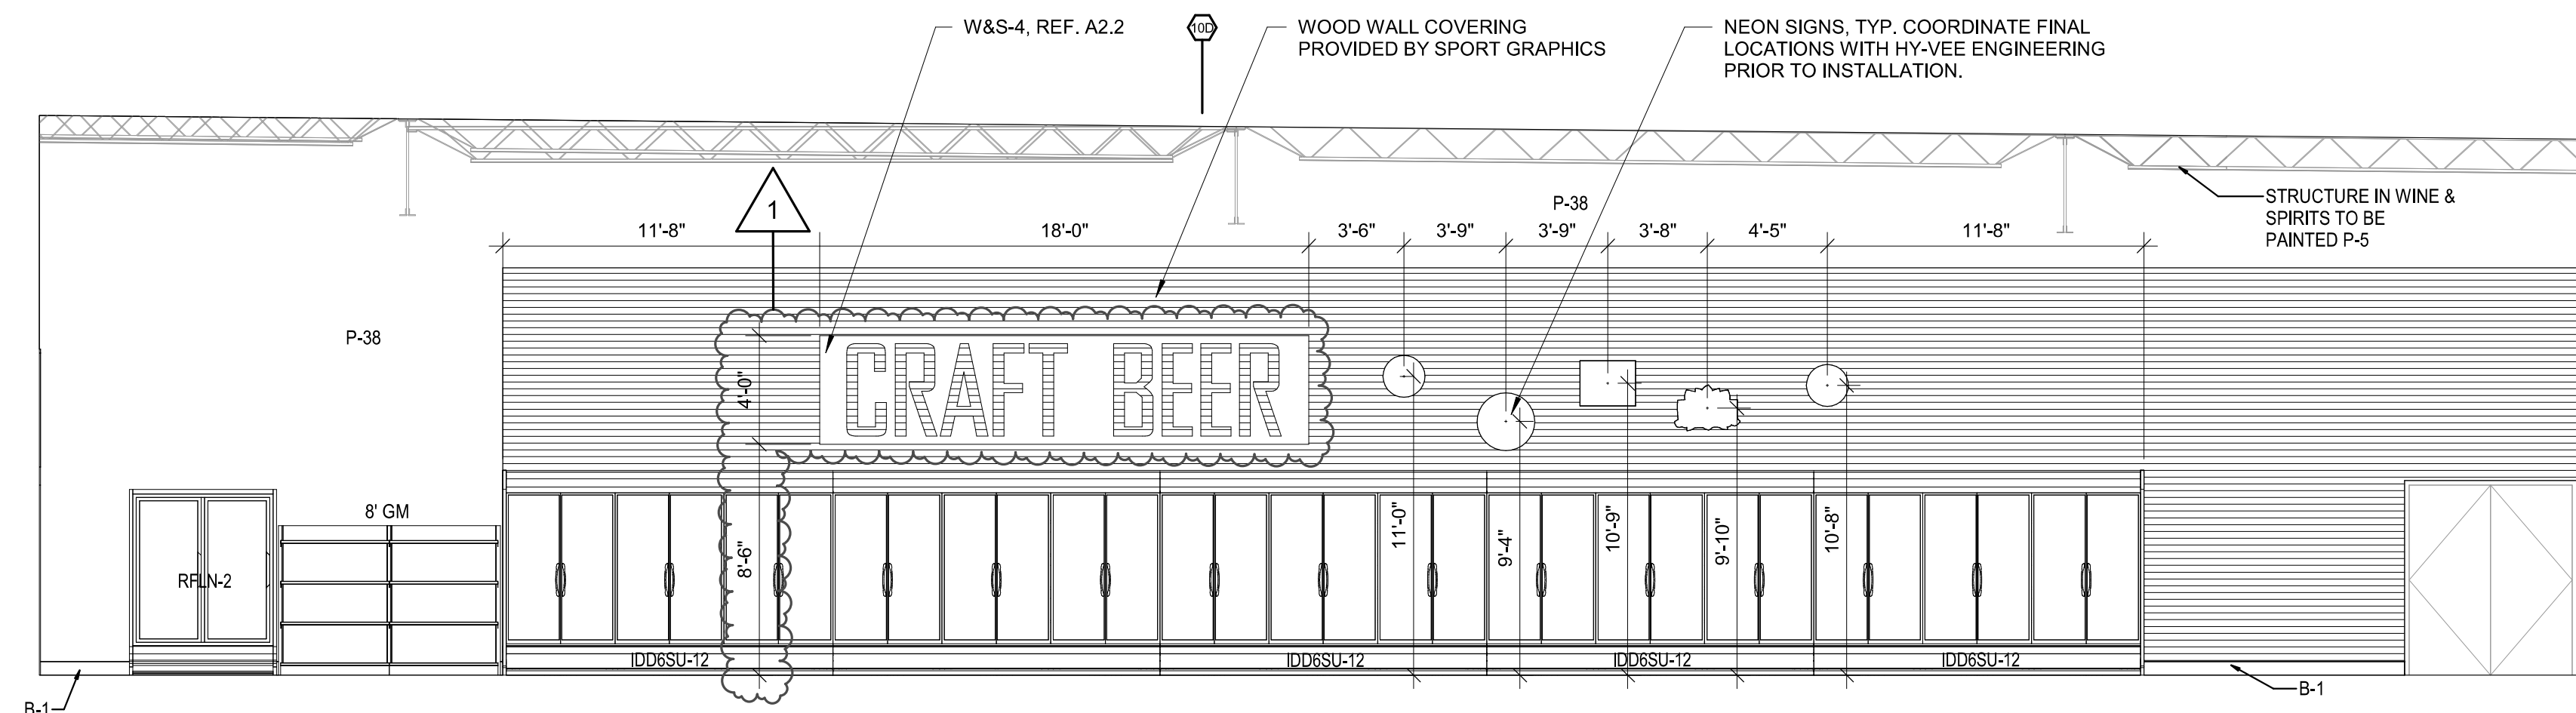 W&S-4, REF. A2.2
10D
WOOD WALL COVERING
PROVIDED BY SPORT GRAPHICS
NEON SIGNS, TYP. COORDINATE FINAL
LOCATIONS WITH HY-VEE ENGINEERING
PRIOR TO INSTALLATION.
STRUCTURE IN WINE &
SPIRITS TO BE
PAINTED P-5
P-38
1
11'-8"
18'-0"
3'-6"
3'-9"
3'-9"
3'-8"
4'-5"
11'-8"
P-38
4'-0"
CRAFT BEER
8' GM
RFLN-2
8'-6"
11'-0"
9'-4"
10'-9"
9'-10"
10'-8"
IDD6SU-12
IDD6SU-12
IDD6SU-12
IDD6SU-12
B-1
B-1